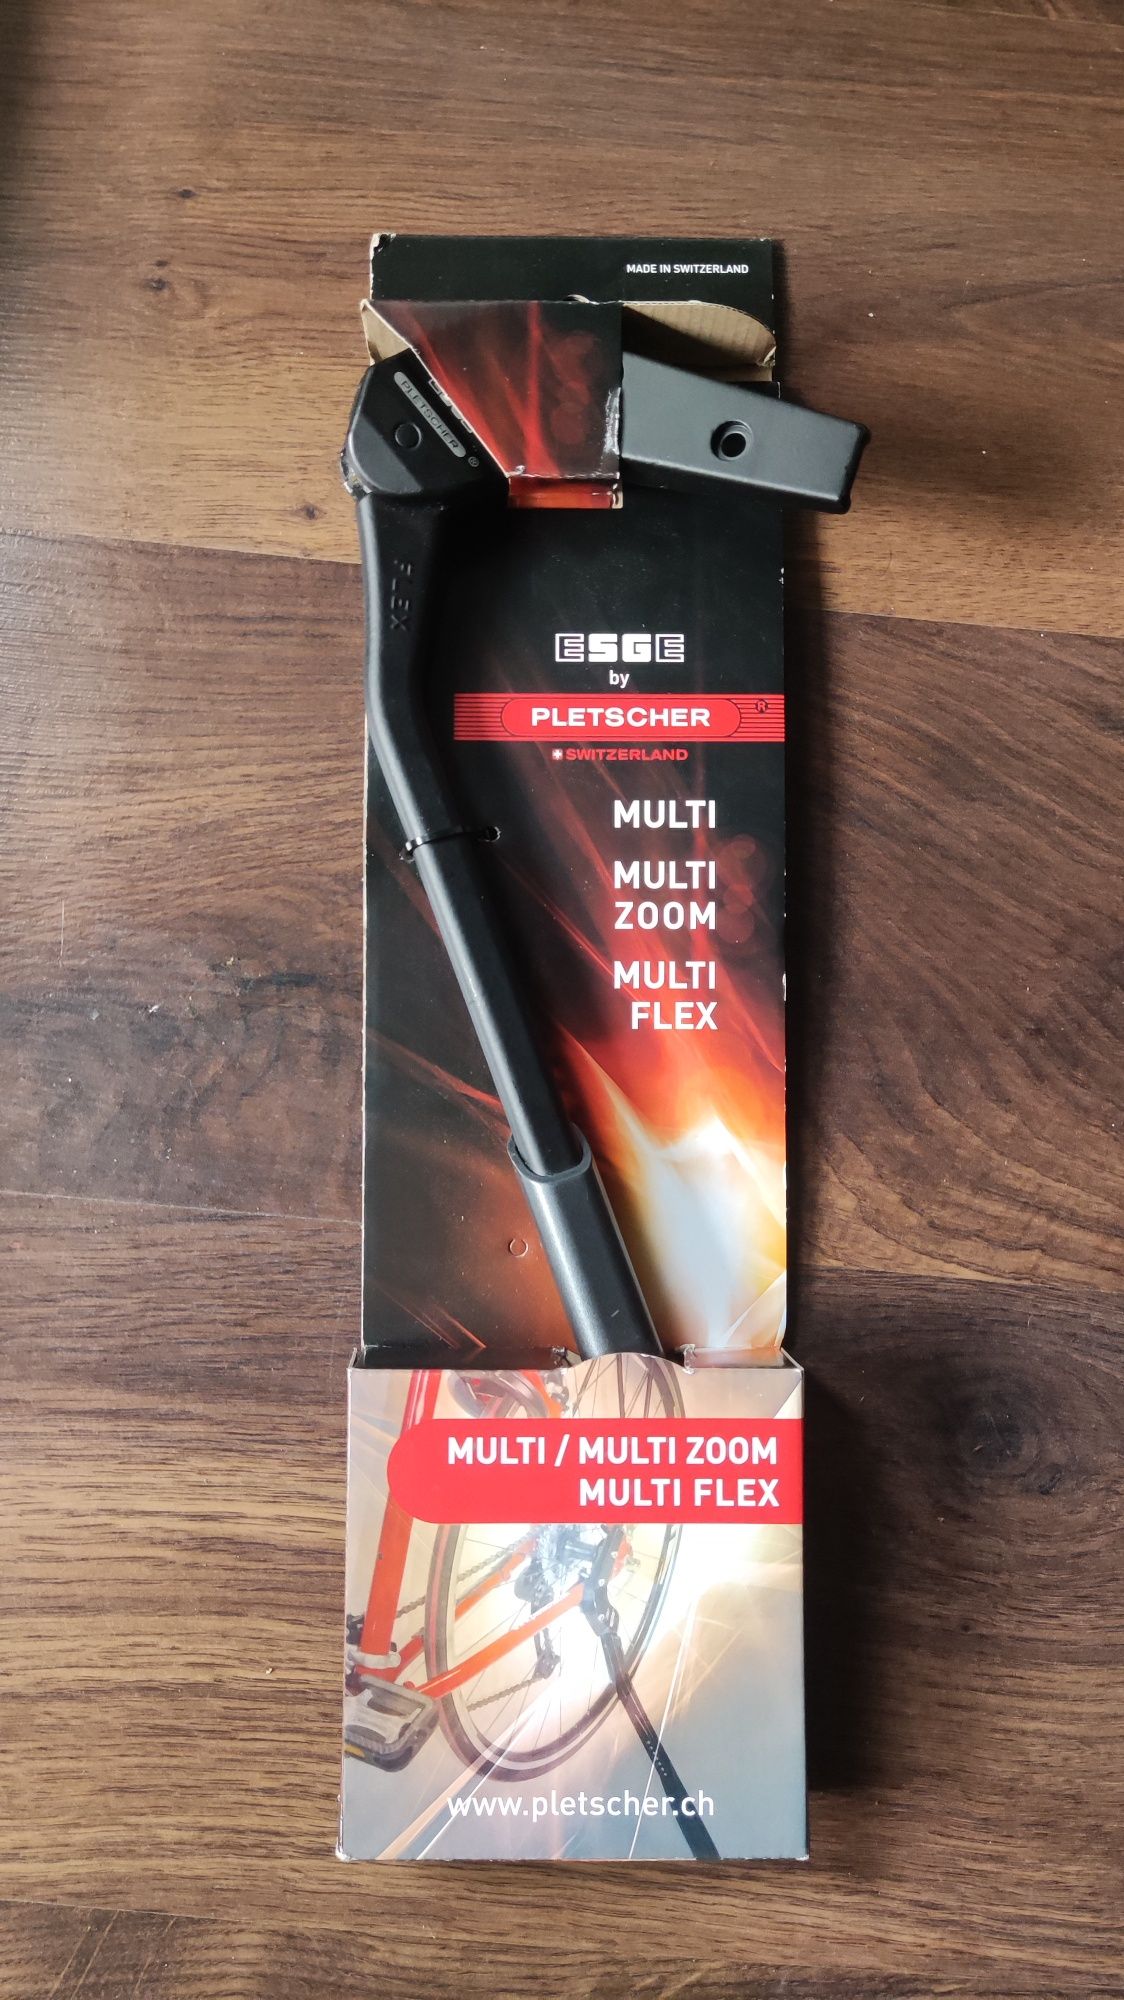 MADE IN SWITZERLAND
PLETSCHER ®
FLEX
ESGE
by
PLETSCHER ®
SWITZERLAND
MULTI
MULTI
ZOOM
MULTI
FLEX
MULTI / MULTI ZOOM
MULTI FLEX
www.pletscher.ch